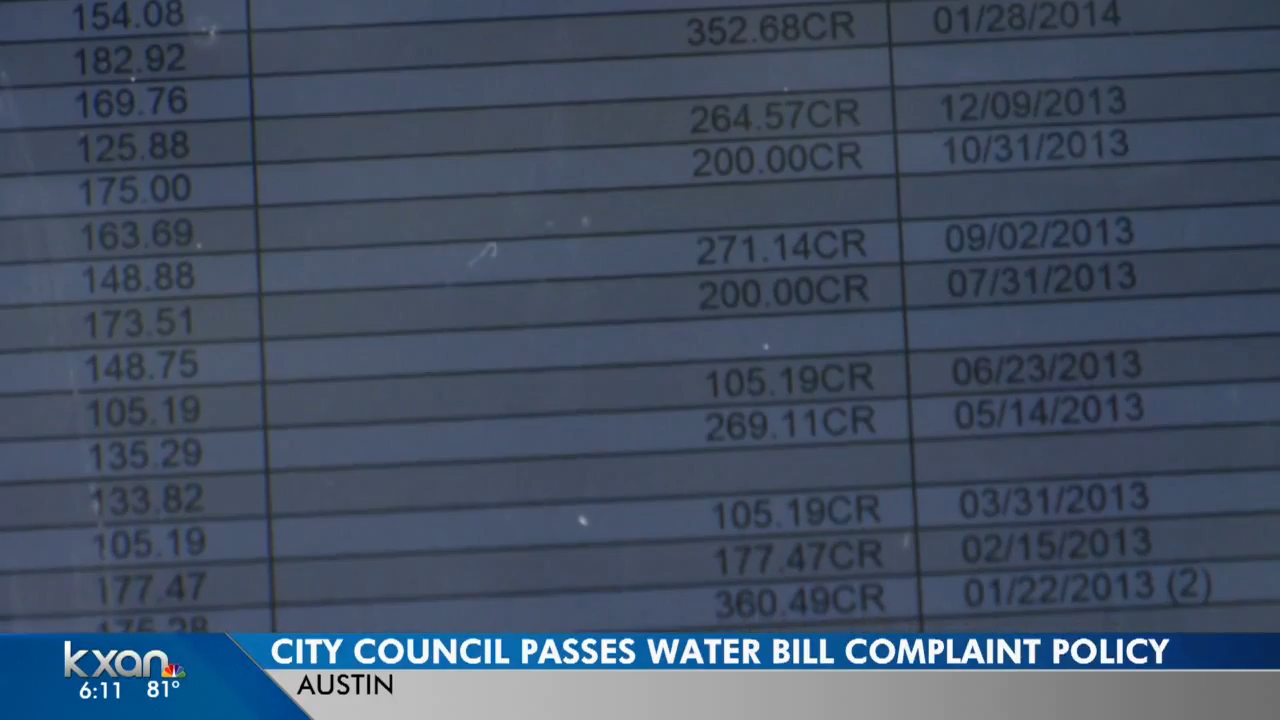 154.08 352.68CR 01/28/2014
182.92
169.76 264.57CR 12/09/2013
125.88 200.00CR 10/31/2013
175.00
163.69 271.14CR 09/02/2013
148.88 200.00CR 07/31/2013
173.51
148.75 105.19CR 06/23/2013
105.19 269.11CR 05/14/2013
135.29
133.82 105.19CR 03/31/2013
105.19 177.47CR 02/15/2013
177.47 360.49CR 01/22/2013 (2)
CITY COUNCIL PASSES WATER BILL COMPLAINT POLICY
AUSTIN
kxan
6:11 81°